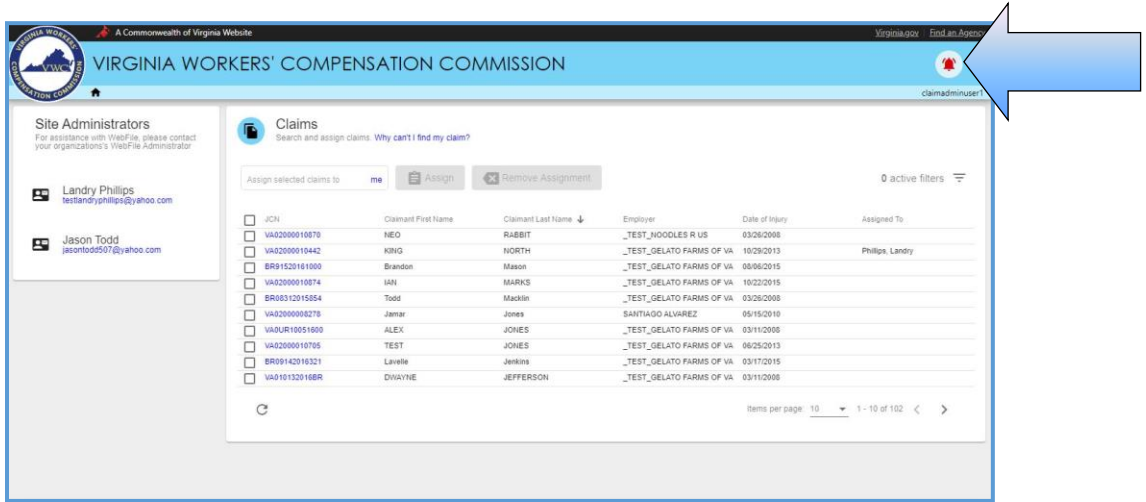 A Commonwealth of Virginia Website
Virginia.gov Find an Agency
VIRGINIA WORKERS' COMPENSATION COMMISSION
VWC
claimadminuser1
Site Administrators
For assistance with WebFile, please contact
your organizations's WebFile Administrator
Landry Phillips
testlandryphillips@yahoo.com
Jason Todd
jasontodd507@yahoo.com
Claims
Search and assign claims. Why can't I find my claim?
Assign selected claims to me Assign Remove Assignment 0 active filters
JCN Claimant First Name Claimant Last Name Employer Date of Injury Assigned To
VA02000010870 NEO RABBIT _TEST_NOODLES R US 03/26/2008
VA02000010442 KING NORTH _TEST_GELATO FARMS OF VA 10/29/2013 Phillips, Landry
BR91520161000 Brandon Mason _TEST_GELATO FARMS OF VA 08/06/2015
VA02000010874 IAN MARKS _TEST_GELATO FARMS OF VA 10/22/2015
BR08312015854 Todd Macklin _TEST_GELATO FARMS OF VA 03/26/2008
VA02000008278 Jamar Jones SANTIAGO ALVAREZ 05/15/2010
VA0UR10051600 ALEX JONES _TEST_GELATO FARMS OF VA 03/11/2008
VA02000010705 TEST JONES _TEST_GELATO FARMS OF VA 06/25/2013
BR09142016321 Lavelle Jenkins _TEST_GELATO FARMS OF VA 03/17/2015
VA010132016BR DWAYNE JEFFERSON _TEST_GELATO FARMS OF VA 03/11/2008
Items per page: 10 1 - 10 of 102